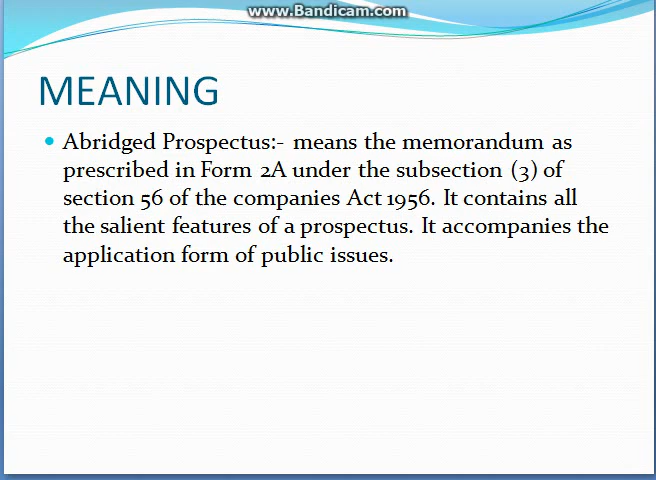 www.Bandicam.com
MEANING
• Abridged Prospectus:- means the memorandum as
prescribed in Form 2A under the subsection (3) of
section 56 of the companies Act 1956. It contains all
the salient features of a prospectus. It accompanies the
application form of public issues.